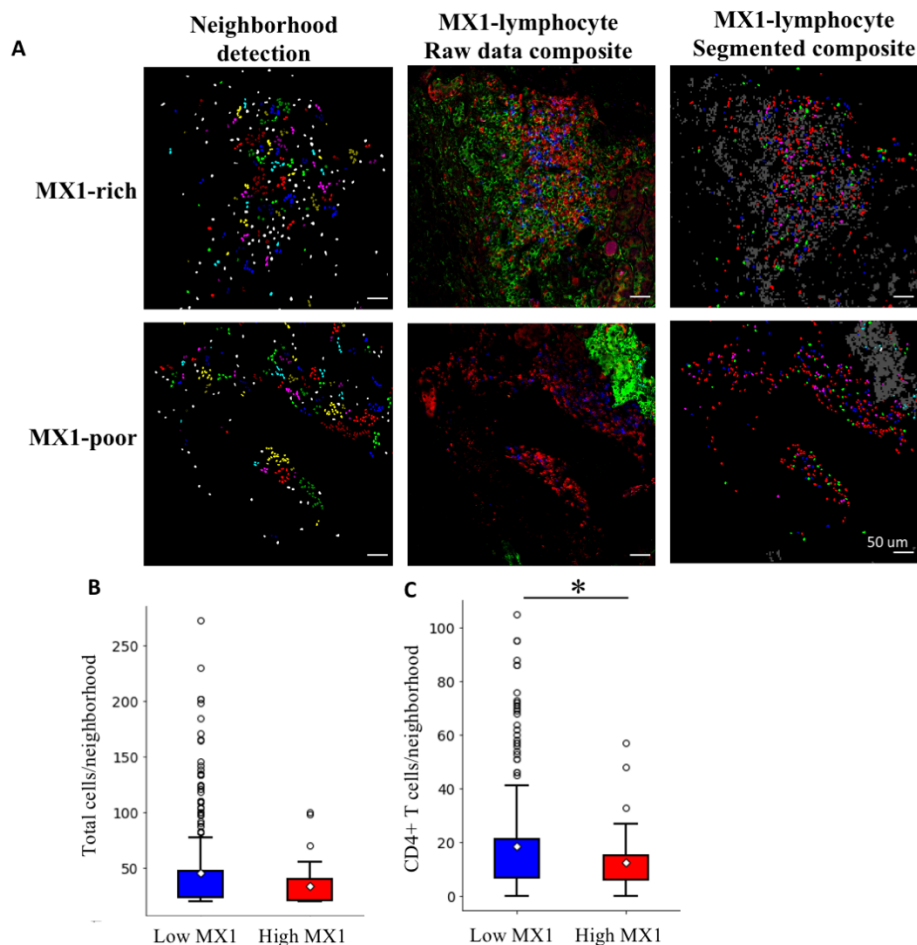 A
Neighborhood
detection
MX1-lymphocyte
Raw data composite
MX1-lymphocyte
Segmented composite
MX1-rich
MX1-poor
50 um
B
Total cells/neighborhood
250
200
150
100
50
Low MX1
High MX1
C
*
CD4+ T cells/neighborhood
100
80
60
40
20
0
Low MX1
High MX1